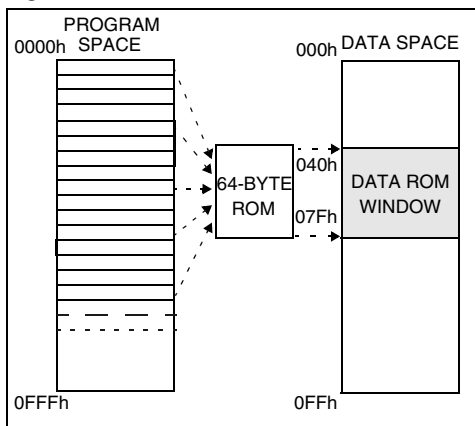 PROGRAM
SPACE
0000h
0FFFh
64-BYTE
ROM
000h
DATA SPACE
040h
07Fh
DATA ROM
WINDOW
0FFh